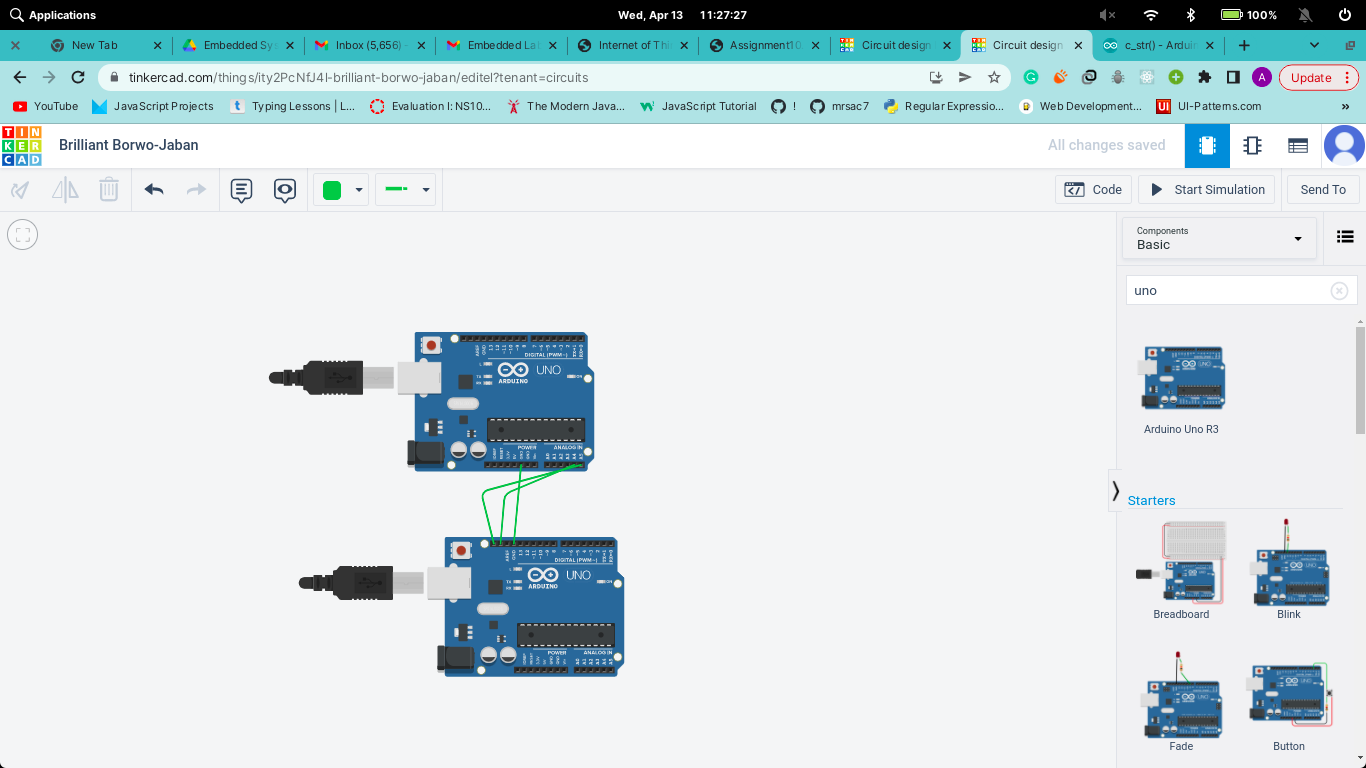 Applications
Wed, Apr 13 11:27:27
100%
New Tab
Embedded Sy
Inbox (5,656) -
Embedded La
Internet of Thi
Assignment10
Circuit design
Circuit design
c_str() - Ardui
tinkercad.com/things/ity2PcNfJ4I-brilliant-borwo-jaban/editel?tenant=circuits
A
Update
YouTube
JavaScript Projects
Typing Lessons | L...
Evaluation I: NS10...
The Modern Java...
JavaScript Tutorial
!
mrsac7
Regular Expressio...
Web Development...
UI-Patterns.com
»
TIN
KER
CAD
Brilliant Borwo-Jaban
All changes saved
Code
Start Simulation
Send To
Components
Basic
uno
Arduino Uno R3
Starters
Breadboard
Blink
Fade
Button
DIGITAL (PWM~)
UNO
ARDUINO
POWER
ANALOG IN
DIGITAL (PWM~)
UNO
ARDUINO
POWER
ANALOG IN